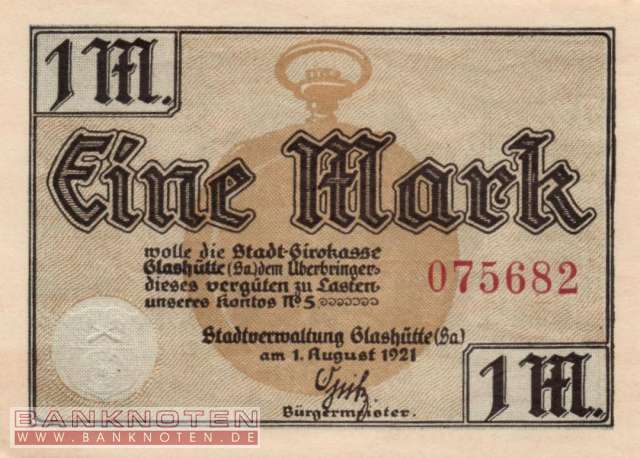 1 M.
Eine Mark
wolle die Stadt-Girokasse
Glashütte (Sa) dem Überbringer
dieses vergüten zu Lasten
unseres Kontos No 5
075682
Stadtverwaltung Glashütte (Sa)
am 1. August 1921
Bürgermeister.
1 M.
BANKNOTEN
WWW.BANKNOTEN.DE